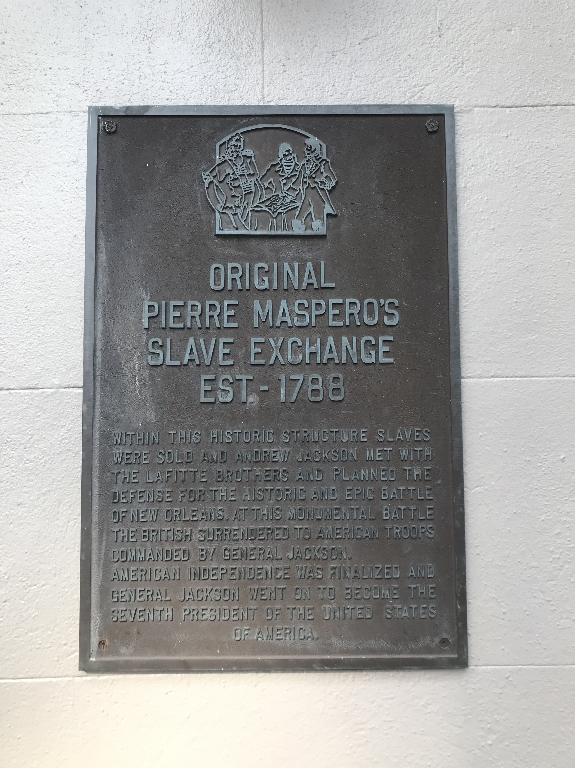 ORIGINAL
PIERRE MASPERO'S
SLAVE EXCHANGE
EST-1788
WITHIN THIS HISTORIC STRUCTURE SLAVES
WERE SOLD AND ANDREW JACKSON MET WITH
THE LAFITTE BROTHERS AND PLANNED THE
DEFENSE FOR THE HISTORIC AND EPIC BATTLE
OF NEW ORLEANS. AT THIS MONUMENTAL BATTLE
THE BRITISH SURRENDERED TO AMERICAN TROOPS
COMMANDED BY GENERAL JACKSON.
AMERICAN INDEPENDENCE WAS FINALIZED AND
GENERAL JACKSON WENT ON TO BECOME THE
SEVENTH PRESIDENT OF THE UNITED STATES
OF AMERICA.